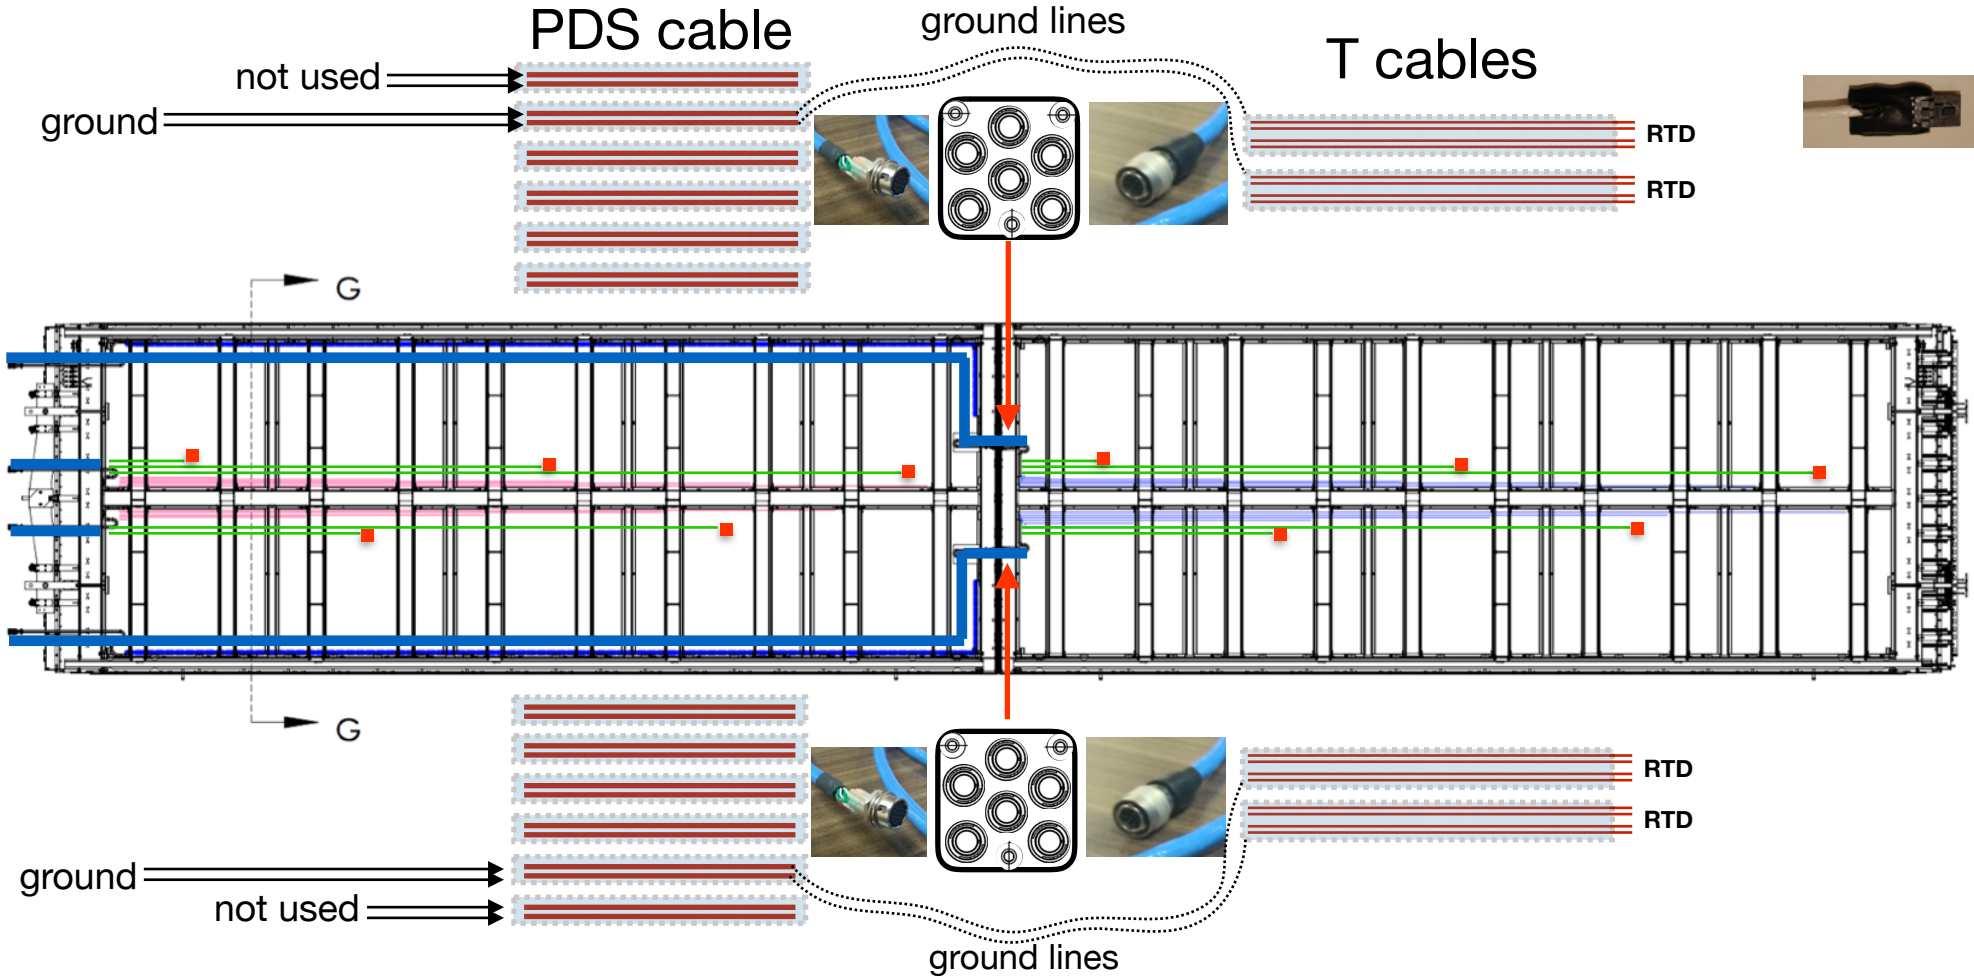 PDS cable
ground lines
T cables
not used
ground
RTD
RTD
G
G
RTD
RTD
ground
not used
ground lines